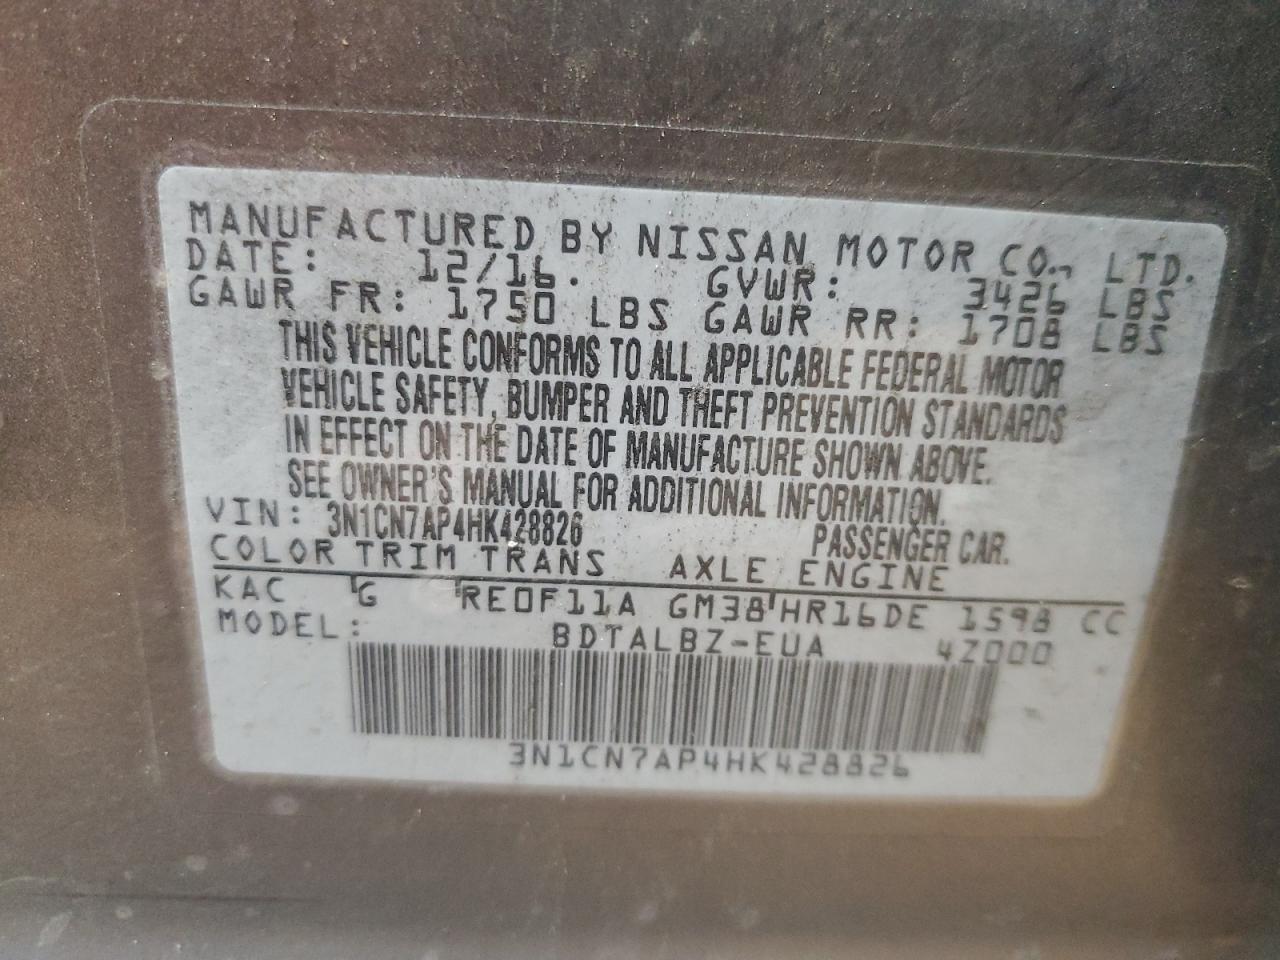 MANUFACTURED BY NISSAN MOTOR CO., LTD.
DATE: 12/16. GVWR: 3426 LBS
GAWR FR: 1750 LBS GAWR RR: 1708 LBS
THIS VEHICLE CONFORMS TO ALL APPLICABLE FEDERAL MOTOR
VEHICLE SAFETY, BUMPER AND THEFT PREVENTION STANDARDS
IN EFFECT ON THE DATE OF MANUFACTURE SHOWN ABOVE.
SEE OWNER'S MANUAL FOR ADDITIONAL INFORMATION.
VIN: 3N1CN7AP4HK428826 PASSENGER CAR.
COLOR TRIM TRANS AXLE ENGINE
KAC G RE0F11A GM38 HR16DE 1598 CC
MODEL: BDTALBZ-EUA 4Z000
3N1CN7AP4HK428826